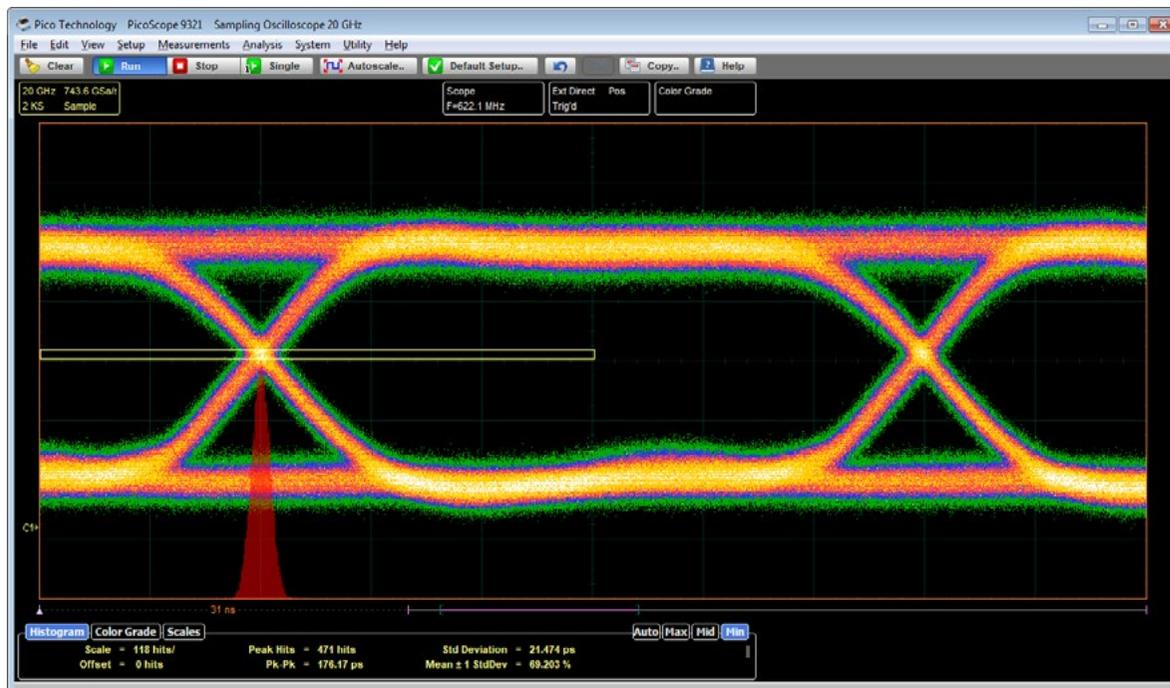 Pico Technology PicoScope 9321 Sampling Oscilloscope 20 GHz
File Edit View Setup Measurements Analysis System Utility Help
Clear Run Stop Single Autoscale.. Default Setup.. Copy.. Help
20 GHz 743.6 GSa/s Scope Ext Direct Pos Color Grade
2 KS Sample F=622.1 MHz Trig'd
C1
31 ns
Histogram Color Grade Scales Auto Max Mid Min
Scale = 118 hits/ Peak Hits = 471 hits Std Deviation = 21.474 ps
Offset = 0 hits Pk-Pk = 176.17 ps Mean ± 1 StdDev = 69.203 %